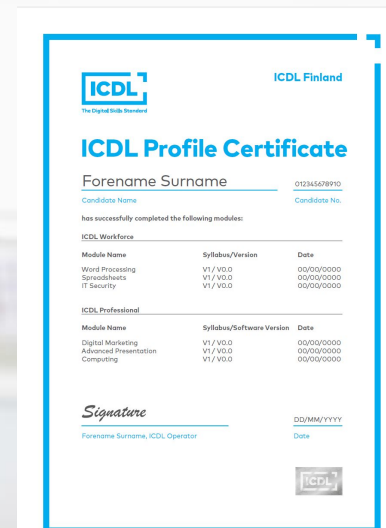 ICDL
The Digital Skills Standard
ICDL Finland
ICDL Profile Certificate
Forename Surname 012345678910
Candidate Name Candidate No.
has successfully completed the following modules:
ICDL Workforce
Module Name Syllabus/Version Date
Word Processing V1 / V0.0 00/00/0000
Spreadsheets V1 / V0.0 00/00/0000
IT Security V1 / V0.0 00/00/0000
ICDL Professional
Module Name Syllabus/Software Version Date
Digital Marketing V1 / V0.0 00/00/0000
Advanced Presentation V1 / V0.0 00/00/0000
Computing V1 / V0.0 00/00/0000
Signature DD/MM/YYYY
Forename Surname, ICDL Operator Date
ICDL